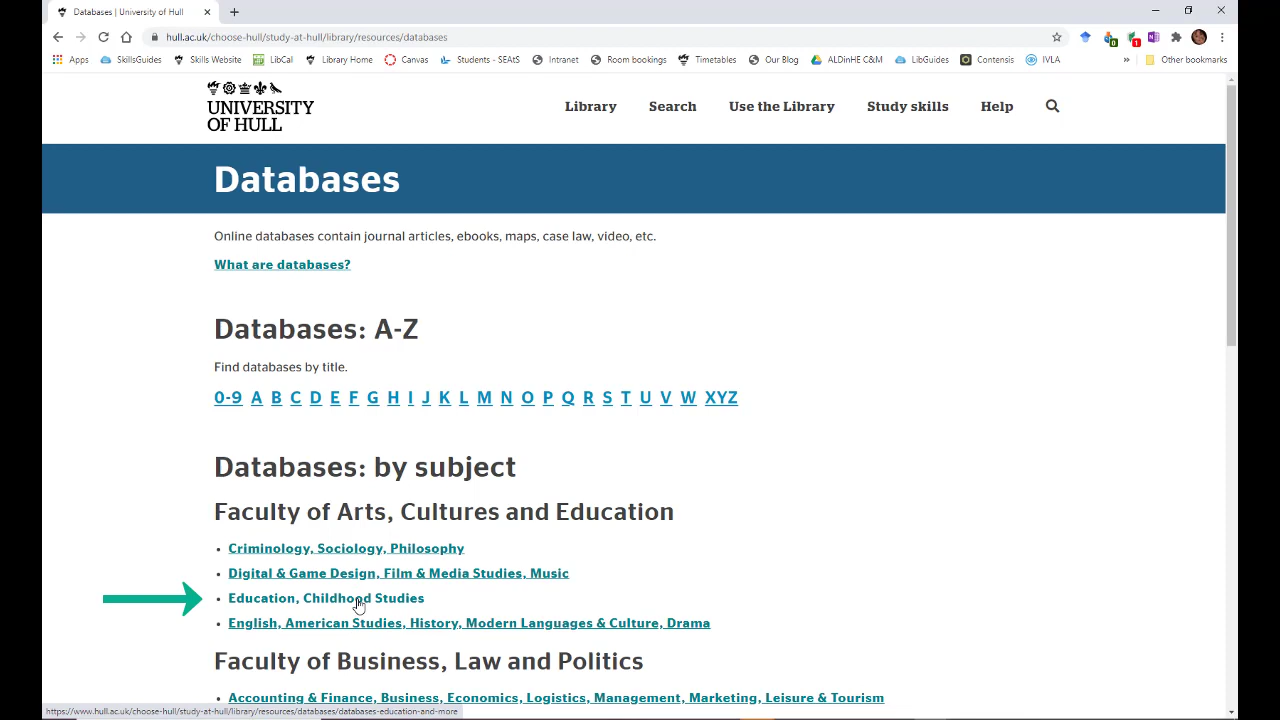 Databases | University of Hull
hull.ac.uk/choose-hull/study-at-hull/library/resources/databases
0
1
Apps
SkillsGuides
Skills Website
LibCal
Library Home
Canvas
Students - SEAtS
Intranet
Room bookings
Timetables
Our Blog
ALDinHE C&M
LibGuides
Contensis
IVLA
»
Other bookmarks
UNIVERSITY
OF HULL
Library Search Use the Library Study skills Help
Databases
Online databases contain journal articles, ebooks, maps, case law, video, etc.
What are databases?
Databases: A-Z
Find databases by title.
0-9 A B C D E F G H I J K L M N O P Q R S T U V W XYZ
Databases: by subject
Faculty of Arts, Cultures and Education
• Criminology, Sociology, Philosophy
• Digital & Game Design, Film & Media Studies, Music
• Education, Childhood Studies
• English, American Studies, History, Modern Languages & Culture, Drama
Faculty of Business, Law and Politics
• Accounting & Finance, Business, Economics, Logistics, Management, Marketing, Leisure & Tourism
https://www.hull.ac.uk/choose-hull/study-at-hull/library/resources/databases/databases-education-and-more